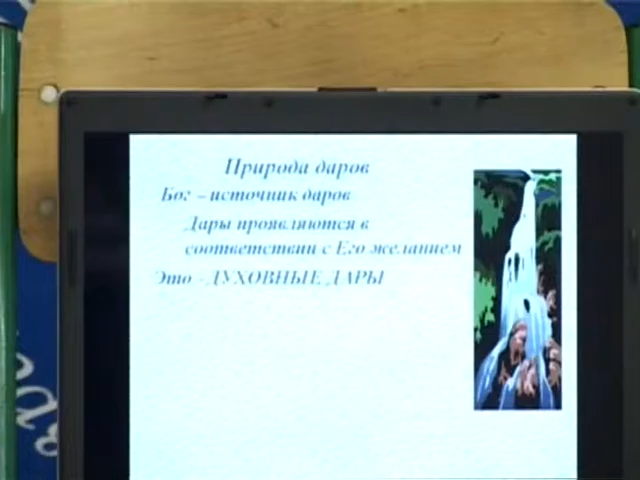 Природа даров
Бог – источник даров
Дары проявляются в
соответствии с Его желанием
Это - ДУХОВНЫЕ ДАРЫ